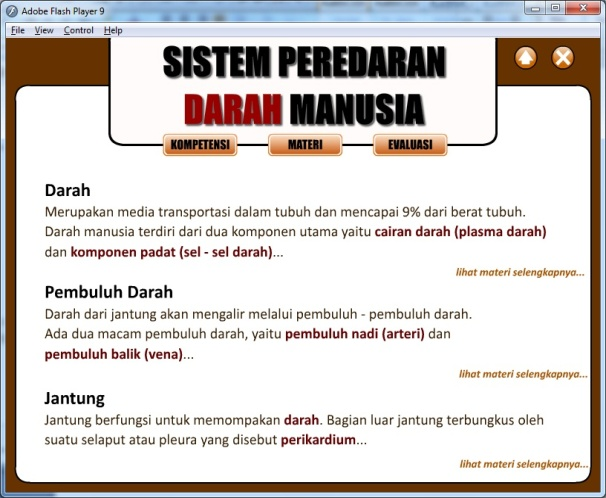 Adobe Flash Player 9
File View Control Help
SISTEM PEREDARAN
DARAH MANUSIA
KOMPETENSI MATERI EVALUASI
Darah
Merupakan media transportasi dalam tubuh dan mencapai 9% dari berat tubuh.
Darah manusia terdiri dari dua komponen utama yaitu cairan darah (plasma darah)
dan komponen padat (sel - sel darah)...
lihat materi selengkapnya...
Pembuluh Darah
Darah dari jantung akan mengalir melalui pembuluh - pembuluh darah.
Ada dua macam pembuluh darah, yaitu pembuluh nadi (arteri) dan
pembuluh balik (vena)...
lihat materi selengkapnya...
Jantung
Jantung berfungsi untuk memompakan darah. Bagian luar jantung terbungkus oleh
suatu selaput atau pleura yang disebut perikardium...
lihat materi selengkapnya...